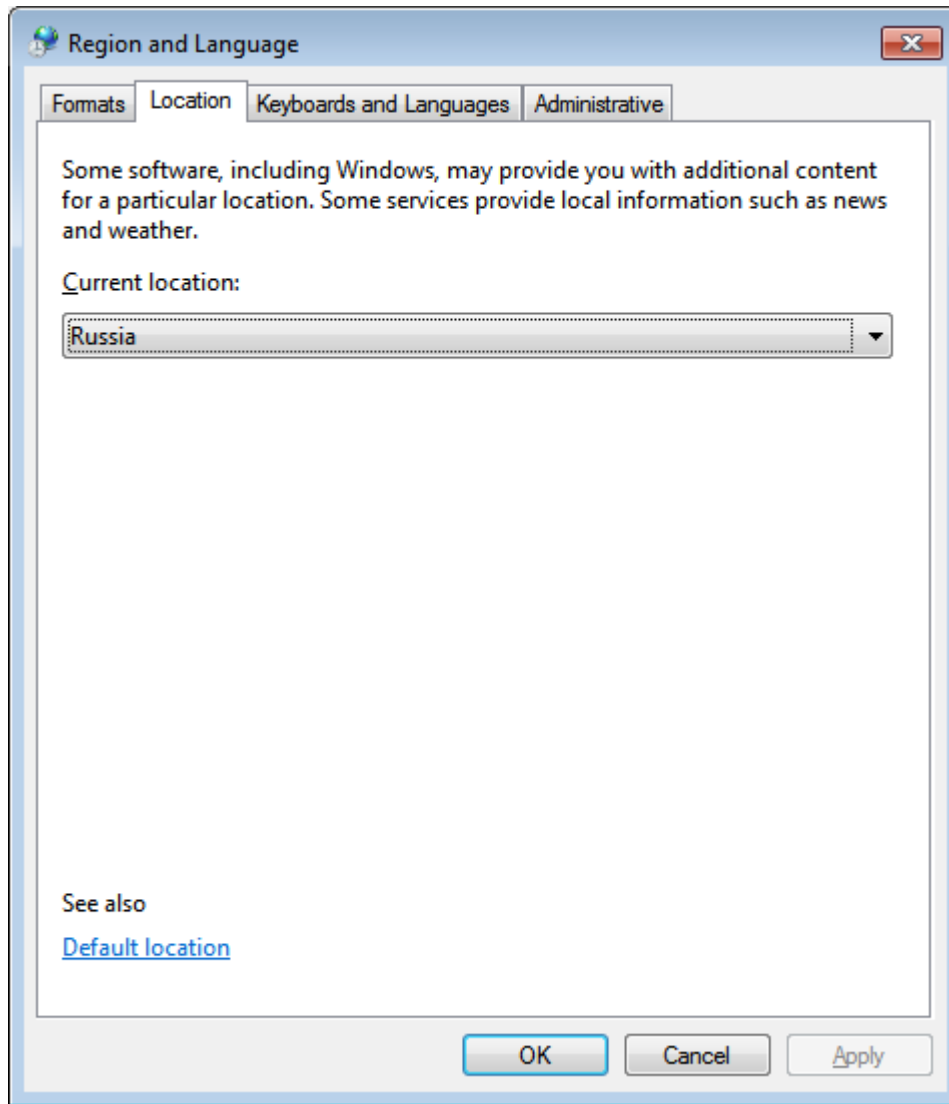 Region and Language
Formats Location Keyboards and Languages Administrative
Some software, including Windows, may provide you with additional content
for a particular location. Some services provide local information such as news
and weather.
Current location:
Russia
See also
Default location
OK Cancel Apply